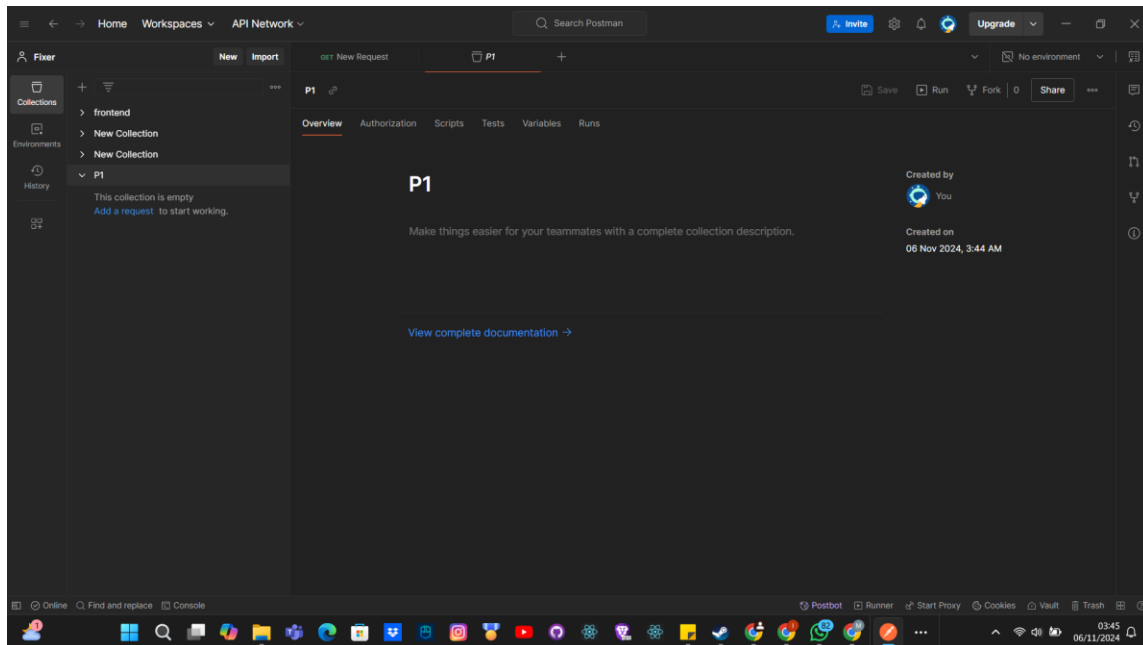 Home Workspaces API Network Search Postman Invite Upgrade
Fixer New Import GET New Request P1 No environment
Collections
P1 Save Run Fork 0 Share
frontend
Overview Authorization Scripts Tests Variables Runs
New Collection
Environments
New Collection
P1
History
This collection is empty
Add a request to start working.
P1
Created by
You
Make things easier for your teammates with a complete collection description.
Created on
06 Nov 2024, 3:44 AM
View complete documentation →
Online Find and replace Console Postbot Runner Start Proxy Cookies Vault Trash
1 82 03:45
06/11/2024